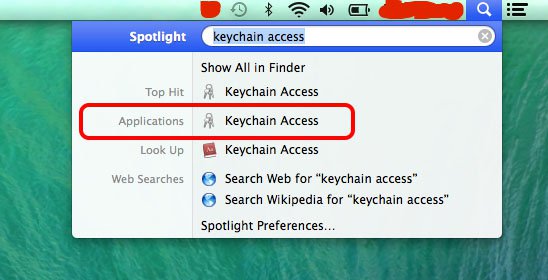 Spotlight keychain access
Show All in Finder
Top Hit Keychain Access
Applications Keychain Access
Look Up Keychain Access
Web Searches Search Web for “keychain access”
Search Wikipedia for “keychain access”
Spotlight Preferences...